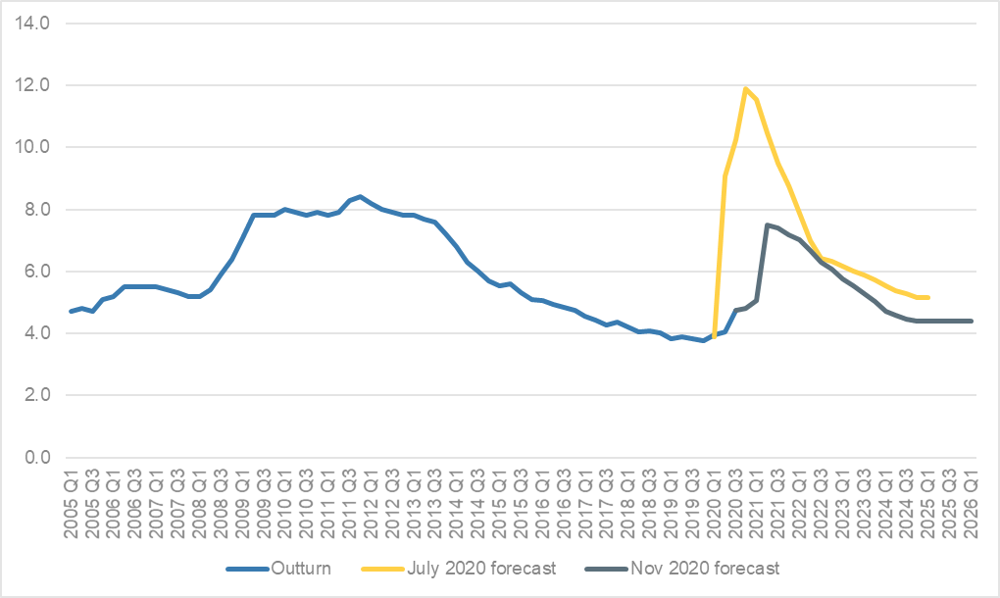 14.0
12.0
10.0
8.0
6.0
4.0
2.0
0.0
2005 Q1
2005 Q3
2006 Q1
2006 Q3
2007 Q1
2007 Q3
2008 Q1
2008 Q3
2009 Q1
2009 Q3
2010 Q1
2010 Q3
2011 Q1
2011 Q3
2012 Q1
2012 Q3
2013 Q1
2013 Q3
2014 Q1
2014 Q3
2015 Q1
2015 Q3
2016 Q1
2016 Q3
2017 Q1
2017 Q3
2018 Q1
2018 Q3
2019 Q1
2019 Q3
2020 Q1
2020 Q3
2021 Q1
2021 Q3
2022 Q1
2022 Q3
2023 Q1
2023 Q3
2024 Q1
2024 Q3
2025 Q1
2025 Q3
2026 Q1
Outturn
July 2020 forecast
Nov 2020 forecast